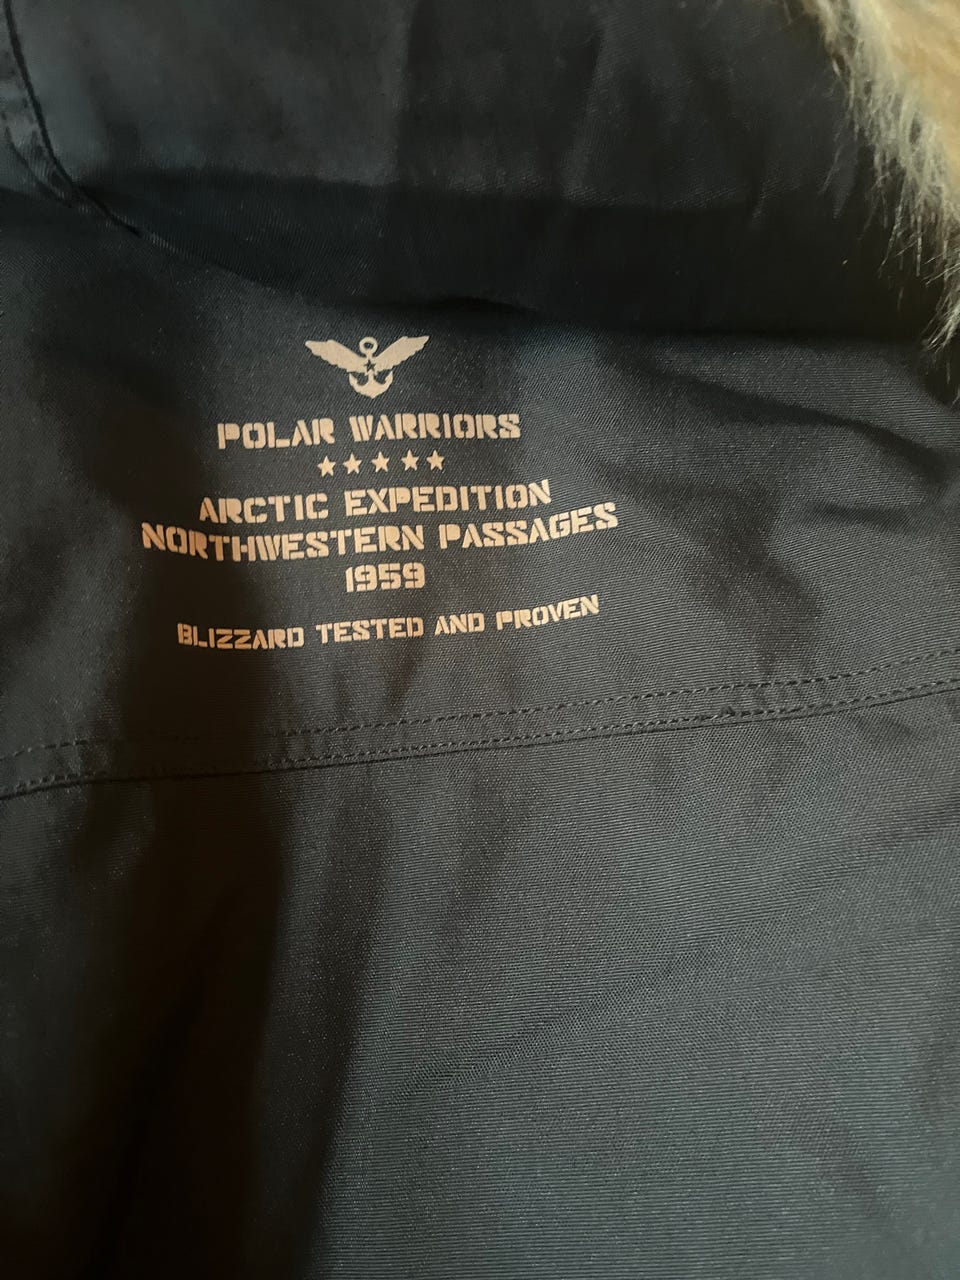 POLAR WARRIORS
★★★★★
ARCTIC EXPEDITION
NORTHWESTERN PASSAGES
1959
BLIZZARD TESTED AND PROVEN